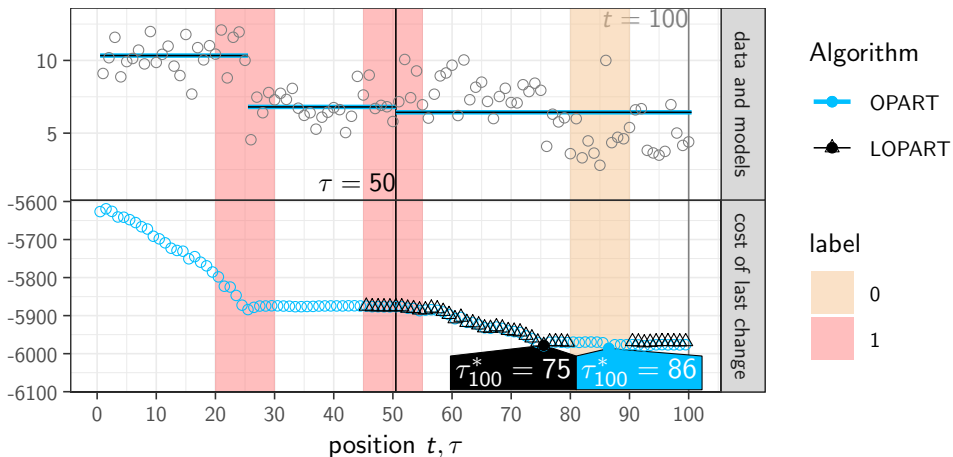 t = 100
10
5
τ = 50
data and models
-5600
-5700
-5800
-5900
-6000
-6100
τ*100 = 75
τ*100 = 86
cost of last change
0
10
20
30
40
50
60
70
80
90
100
position t, τ
Algorithm
OPART
LOPART
label
0
1